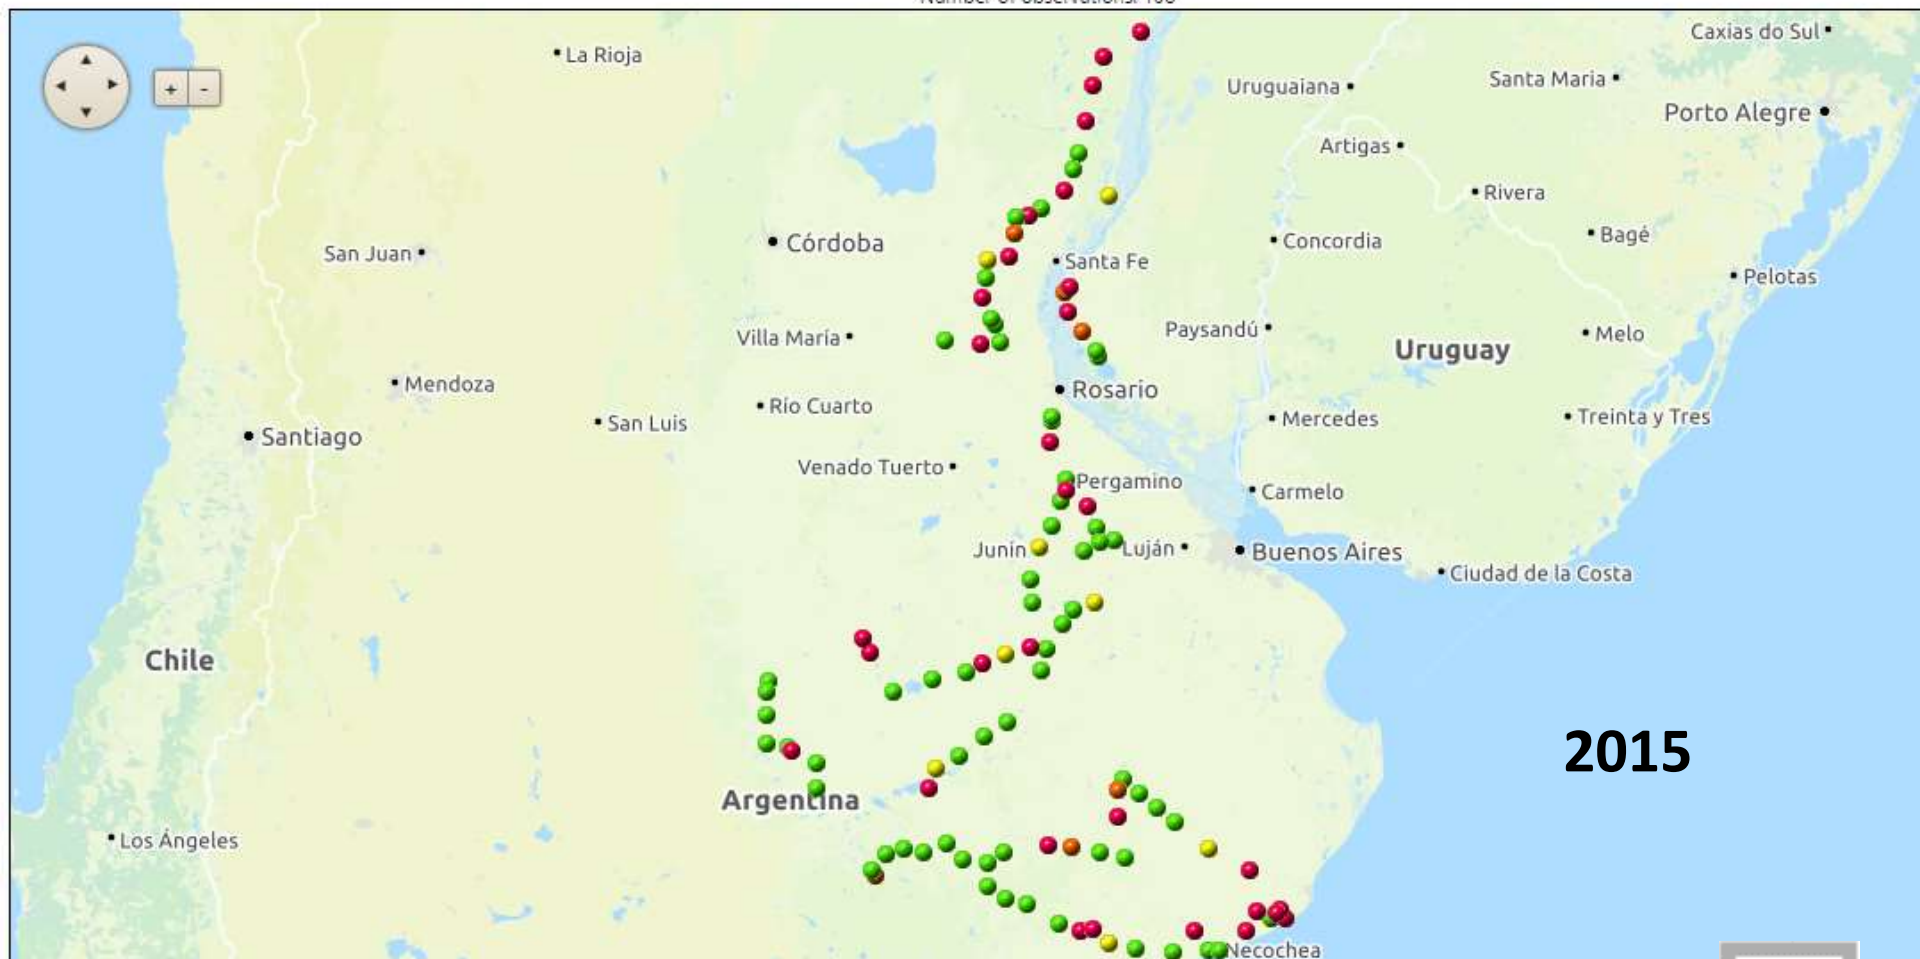 Caxias do Sul
La Rioja
Uruguaiana
Santa Maria
+ -
Porto Alegre
Artigas
Rivera
Bagé
Córdoba
Concordia
San Juan
Santa Fe
Pelotas
Paysandú
Melo
Villa María
Uruguay
Mendoza
Rosario
Río Cuarto
Mercedes
Treinta y Tres
San Luis
Santiago
Venado Tuerto
Pergamino
Carmelo
Junín
Luján
Buenos Aires
Ciudad de la Costa
Chile
2015
Argentina
Los Ángeles
Necochea